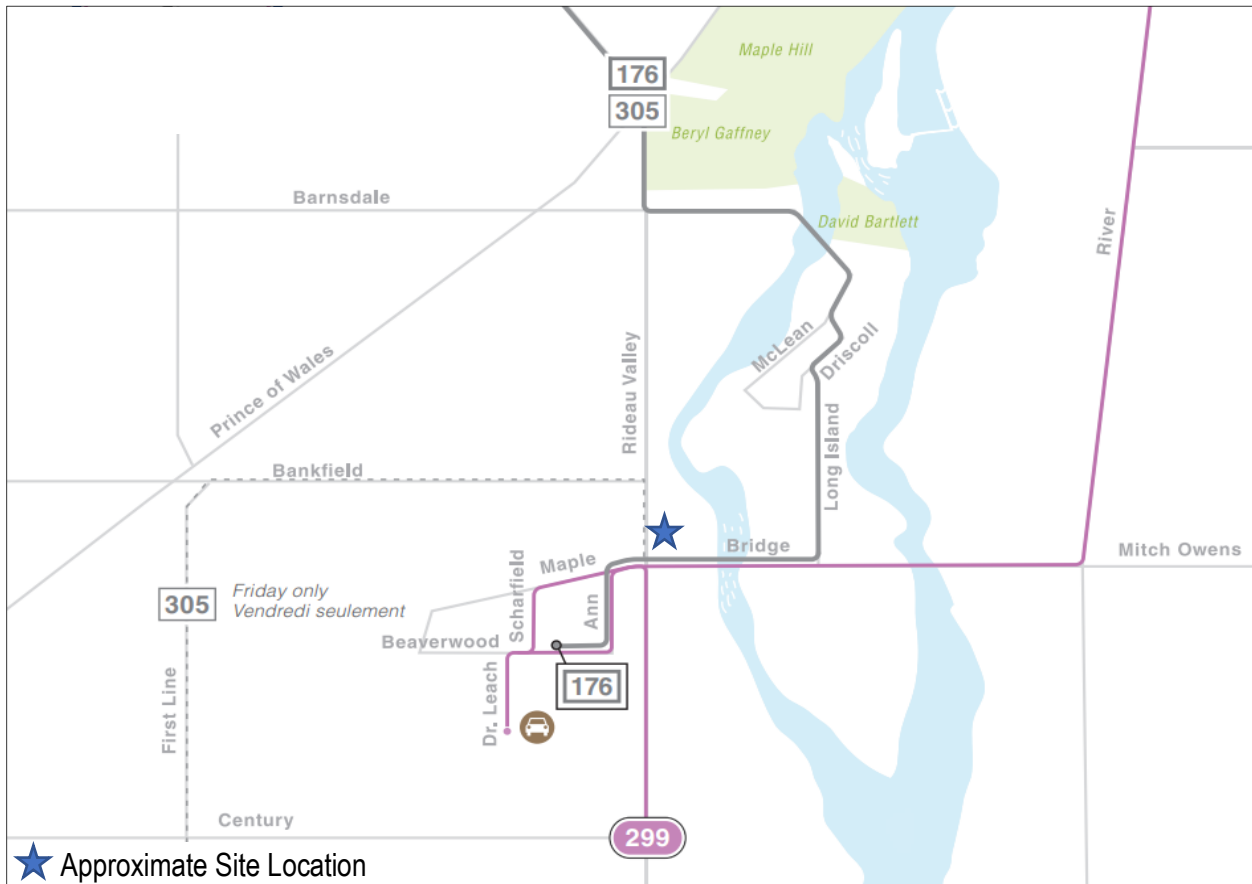 Maple Hill
176
305
Beryl Gaffney
Barnsdale
David Bartlett
River
Prince of Wales
Rideau Valley
McLean
Driscoll
Bankfield
Long Island
Bridge
Mitch Owens
Maple
Scharfield
Ann
305
Friday only
Vendredi seulement
Beaverwood
176
First Line
Dr. Leach
Century
299
Approximate Site Location